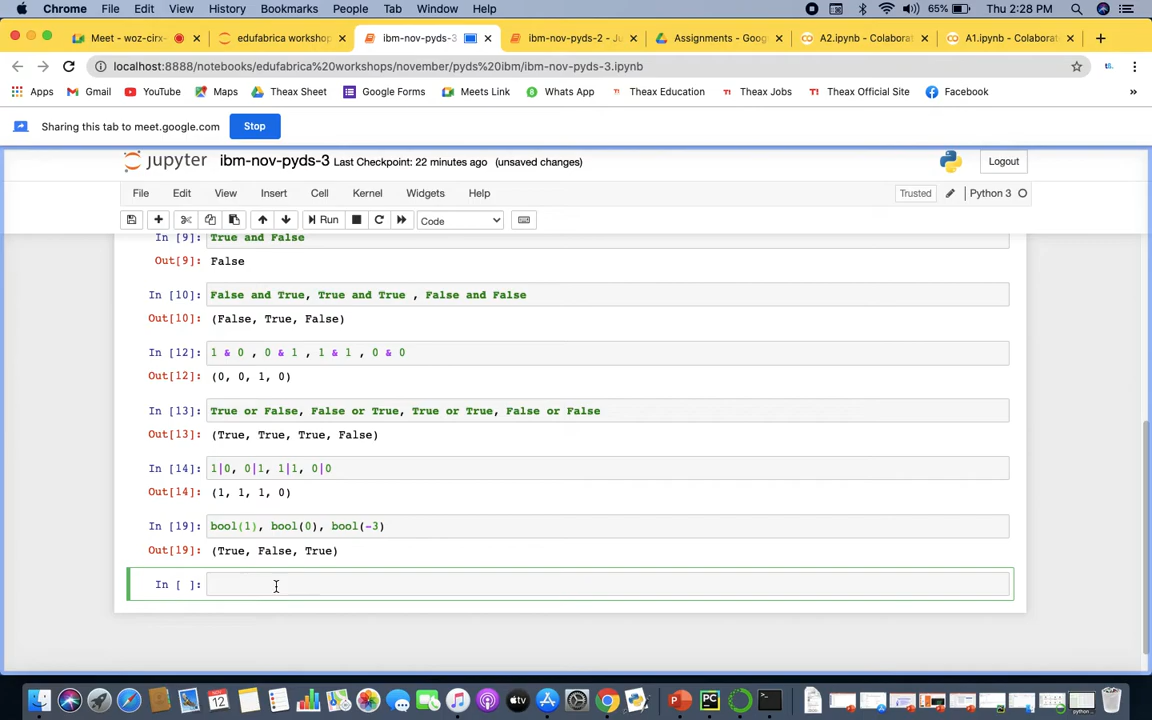 Chrome File Edit View History Bookmarks People Tab Window Help 65% Thu 2:28 PM
Meet - woz-cirx- edufabrica workshop ibm-nov-pyds-3 ibm-nov-pyds-2 - Ju Assignments - Goog A2.ipynb - Colaborat A1.ipynb - Colaborat
localhost:8888/notebooks/edufabrica%20workshops/november/pyds%20ibm/ibm-nov-pyds-3.ipynb
Apps Gmail YouTube Maps Theax Sheet Google Forms Meets Link Whats App Theax Education Theax Jobs Theax Official Site Facebook »
Sharing this tab to meet.google.com Stop
jupyter ibm-nov-pyds-3 Last Checkpoint: 22 minutes ago (unsaved changes) Logout
File Edit View Insert Cell Kernel Widgets Help Trusted Python 3
Run Code
In [9]: True and False
Out[9]: False
In [10]: False and True, True and True , False and False
Out[10]: (False, True, False)
In [12]: 1 & 0 , 0 & 1 , 1 & 1 , 0 & 0
Out[12]: (0, 0, 1, 0)
In [13]: True or False, False or True, True or True, False or False
Out[13]: (True, True, True, False)
In [14]: 1|0, 0|1, 1|1, 0|0
Out[14]: (1, 1, 1, 0)
In [19]: bool(1), bool(0), bool(-3)
Out[19]: (True, False, True)
In [ ]: